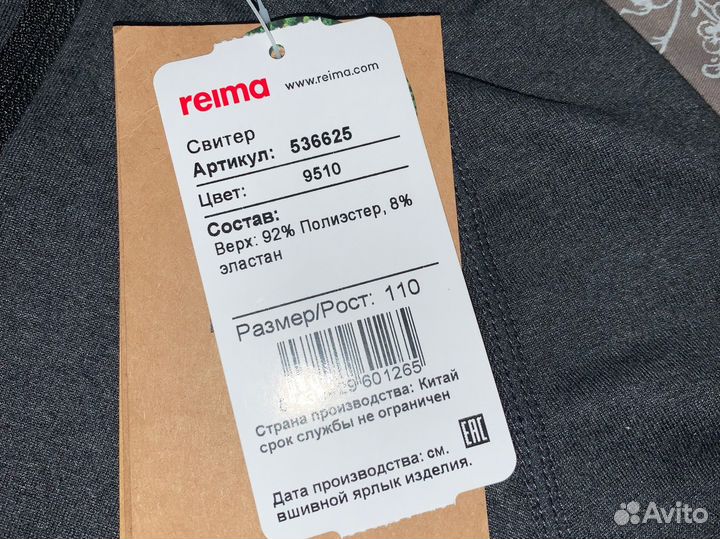 reima www.reima.com
Свитер
Артикул: 536625
Цвет: 9510
Состав:
Верх: 92% Полиэстер, 8%
эластан
Размер/Рост: 110
601265
Страна производства: Китай
срок службы не ограничен
EAC
Дата производства: см.
вшивной ярлык изделия.
Avito